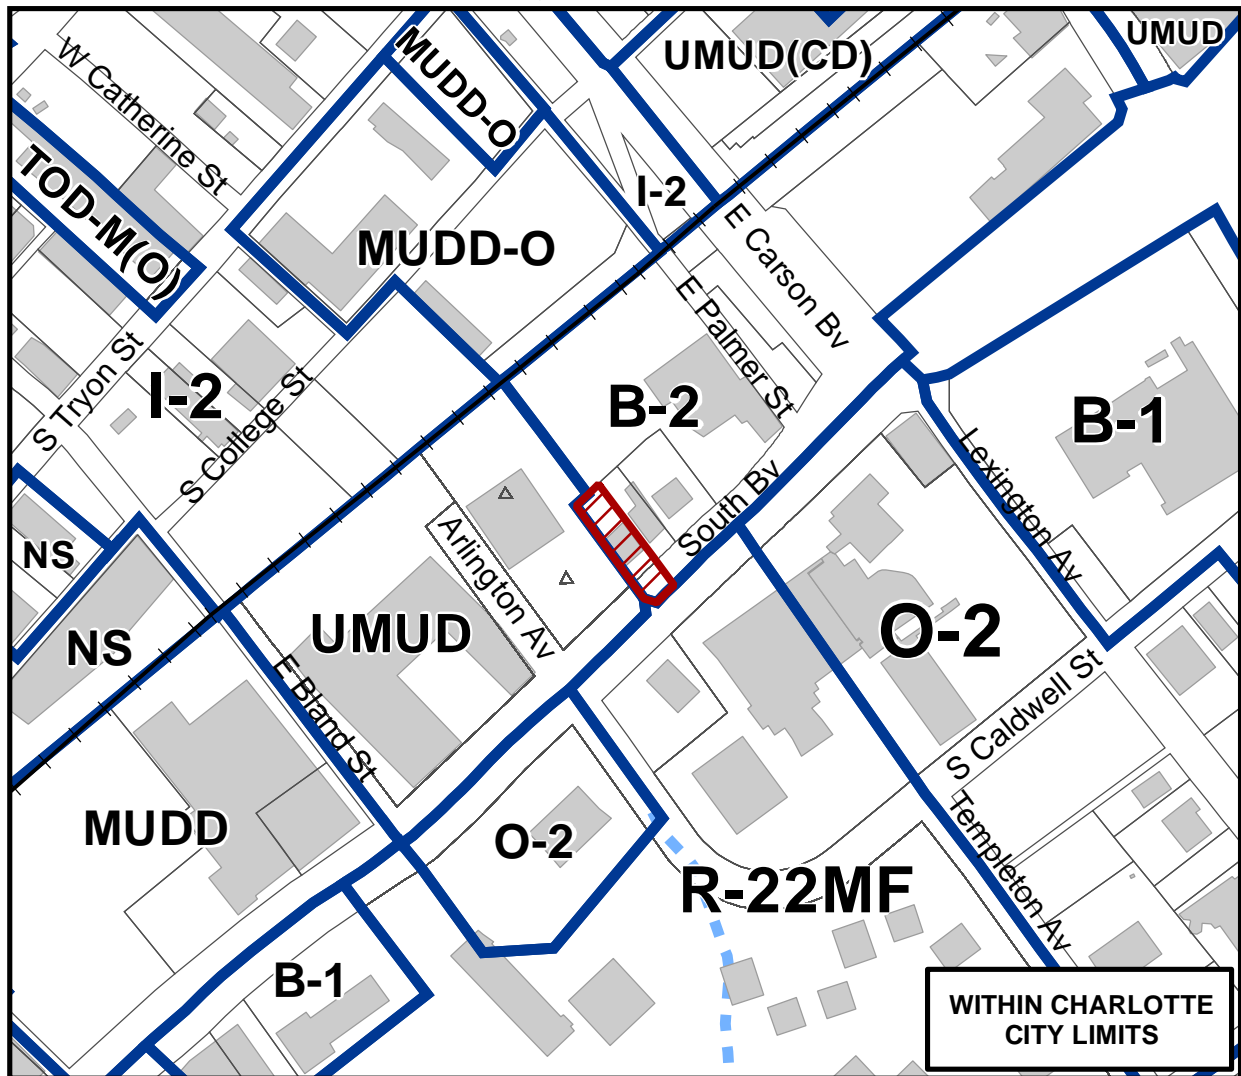 UMUD
UMUD(CD)
MUDD-O
W Catherine St
TOD-M(O)
I-2
MUDD-O
E Carson Bv
E Palmer St
S Tryon St
I-2
S College St
B-2
B-1
Lexington Av
South Bv
Arlington Av
NS
NS
UMUD
O-2
E Bland St
S Caldwell St
MUDD
O-2
Templeton Av
R-22MF
B-1
WITHIN CHARLOTTE
CITY LIMITS